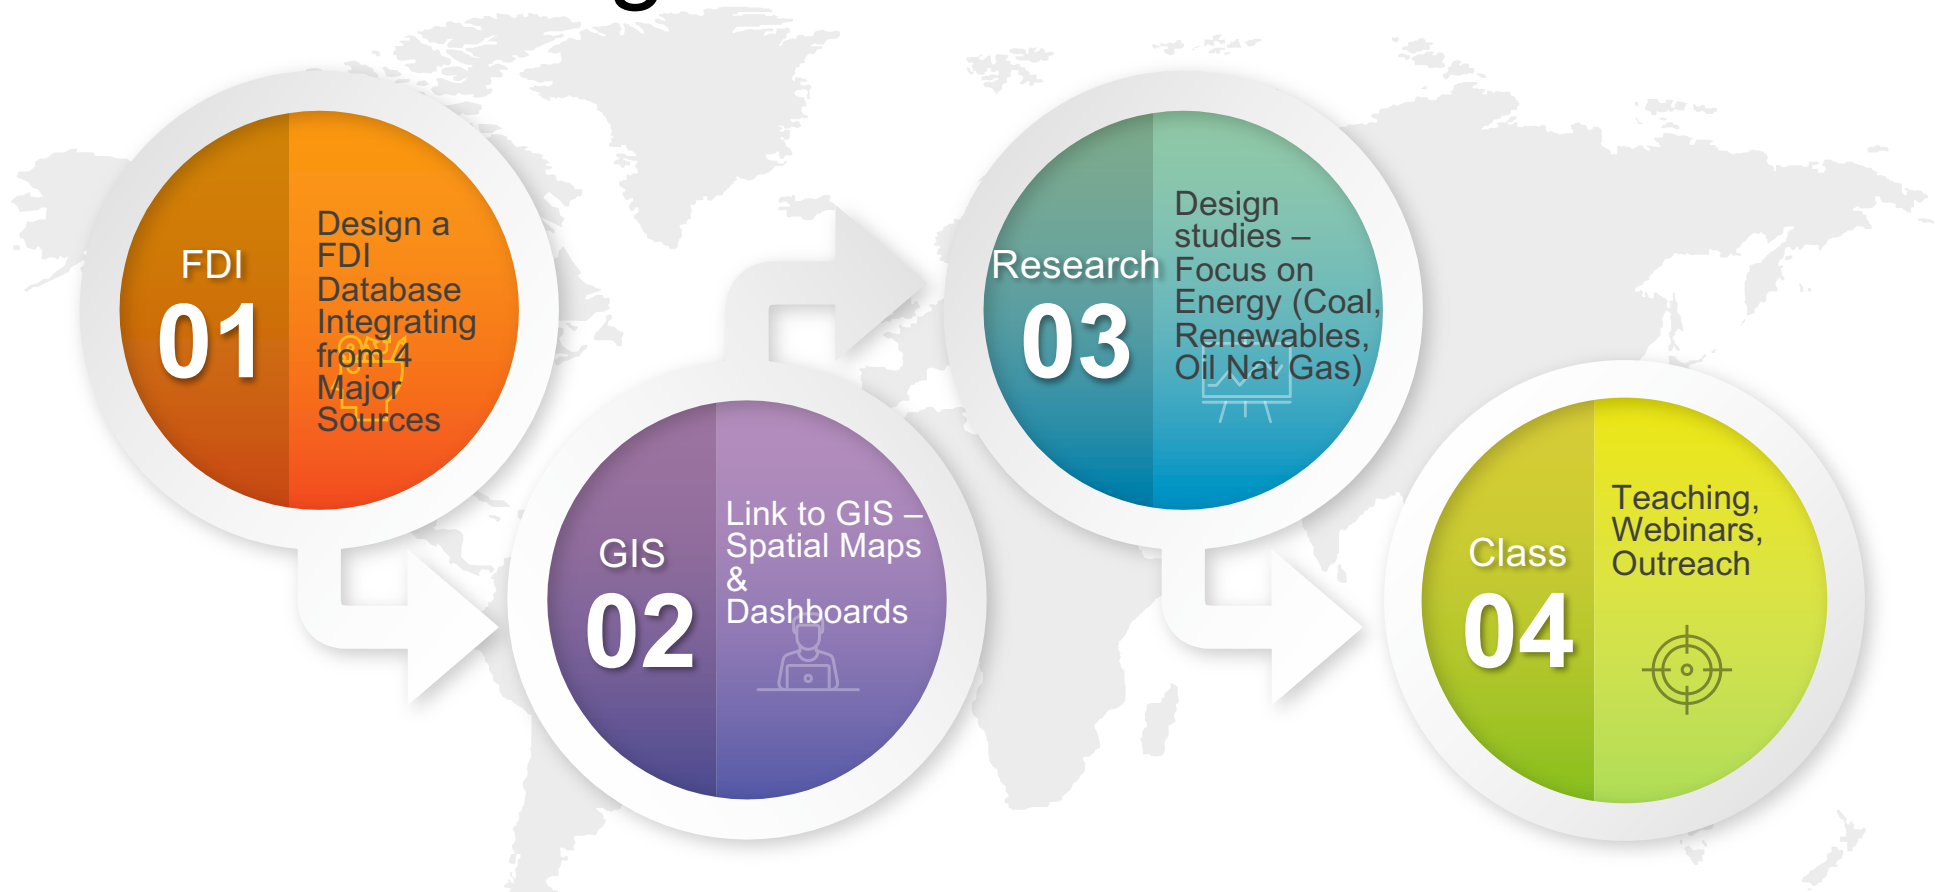 FDI
01
Design a
FDI
Database
Integrating
from 4
Major
Sources
GIS
02
Link to GIS –
Spatial Maps
&
Dashboards
Research
03
Design
studies –
Focus on
Energy (Coal,
Renewables,
Oil Nat Gas)
Class
04
Teaching,
Webinars,
Outreach